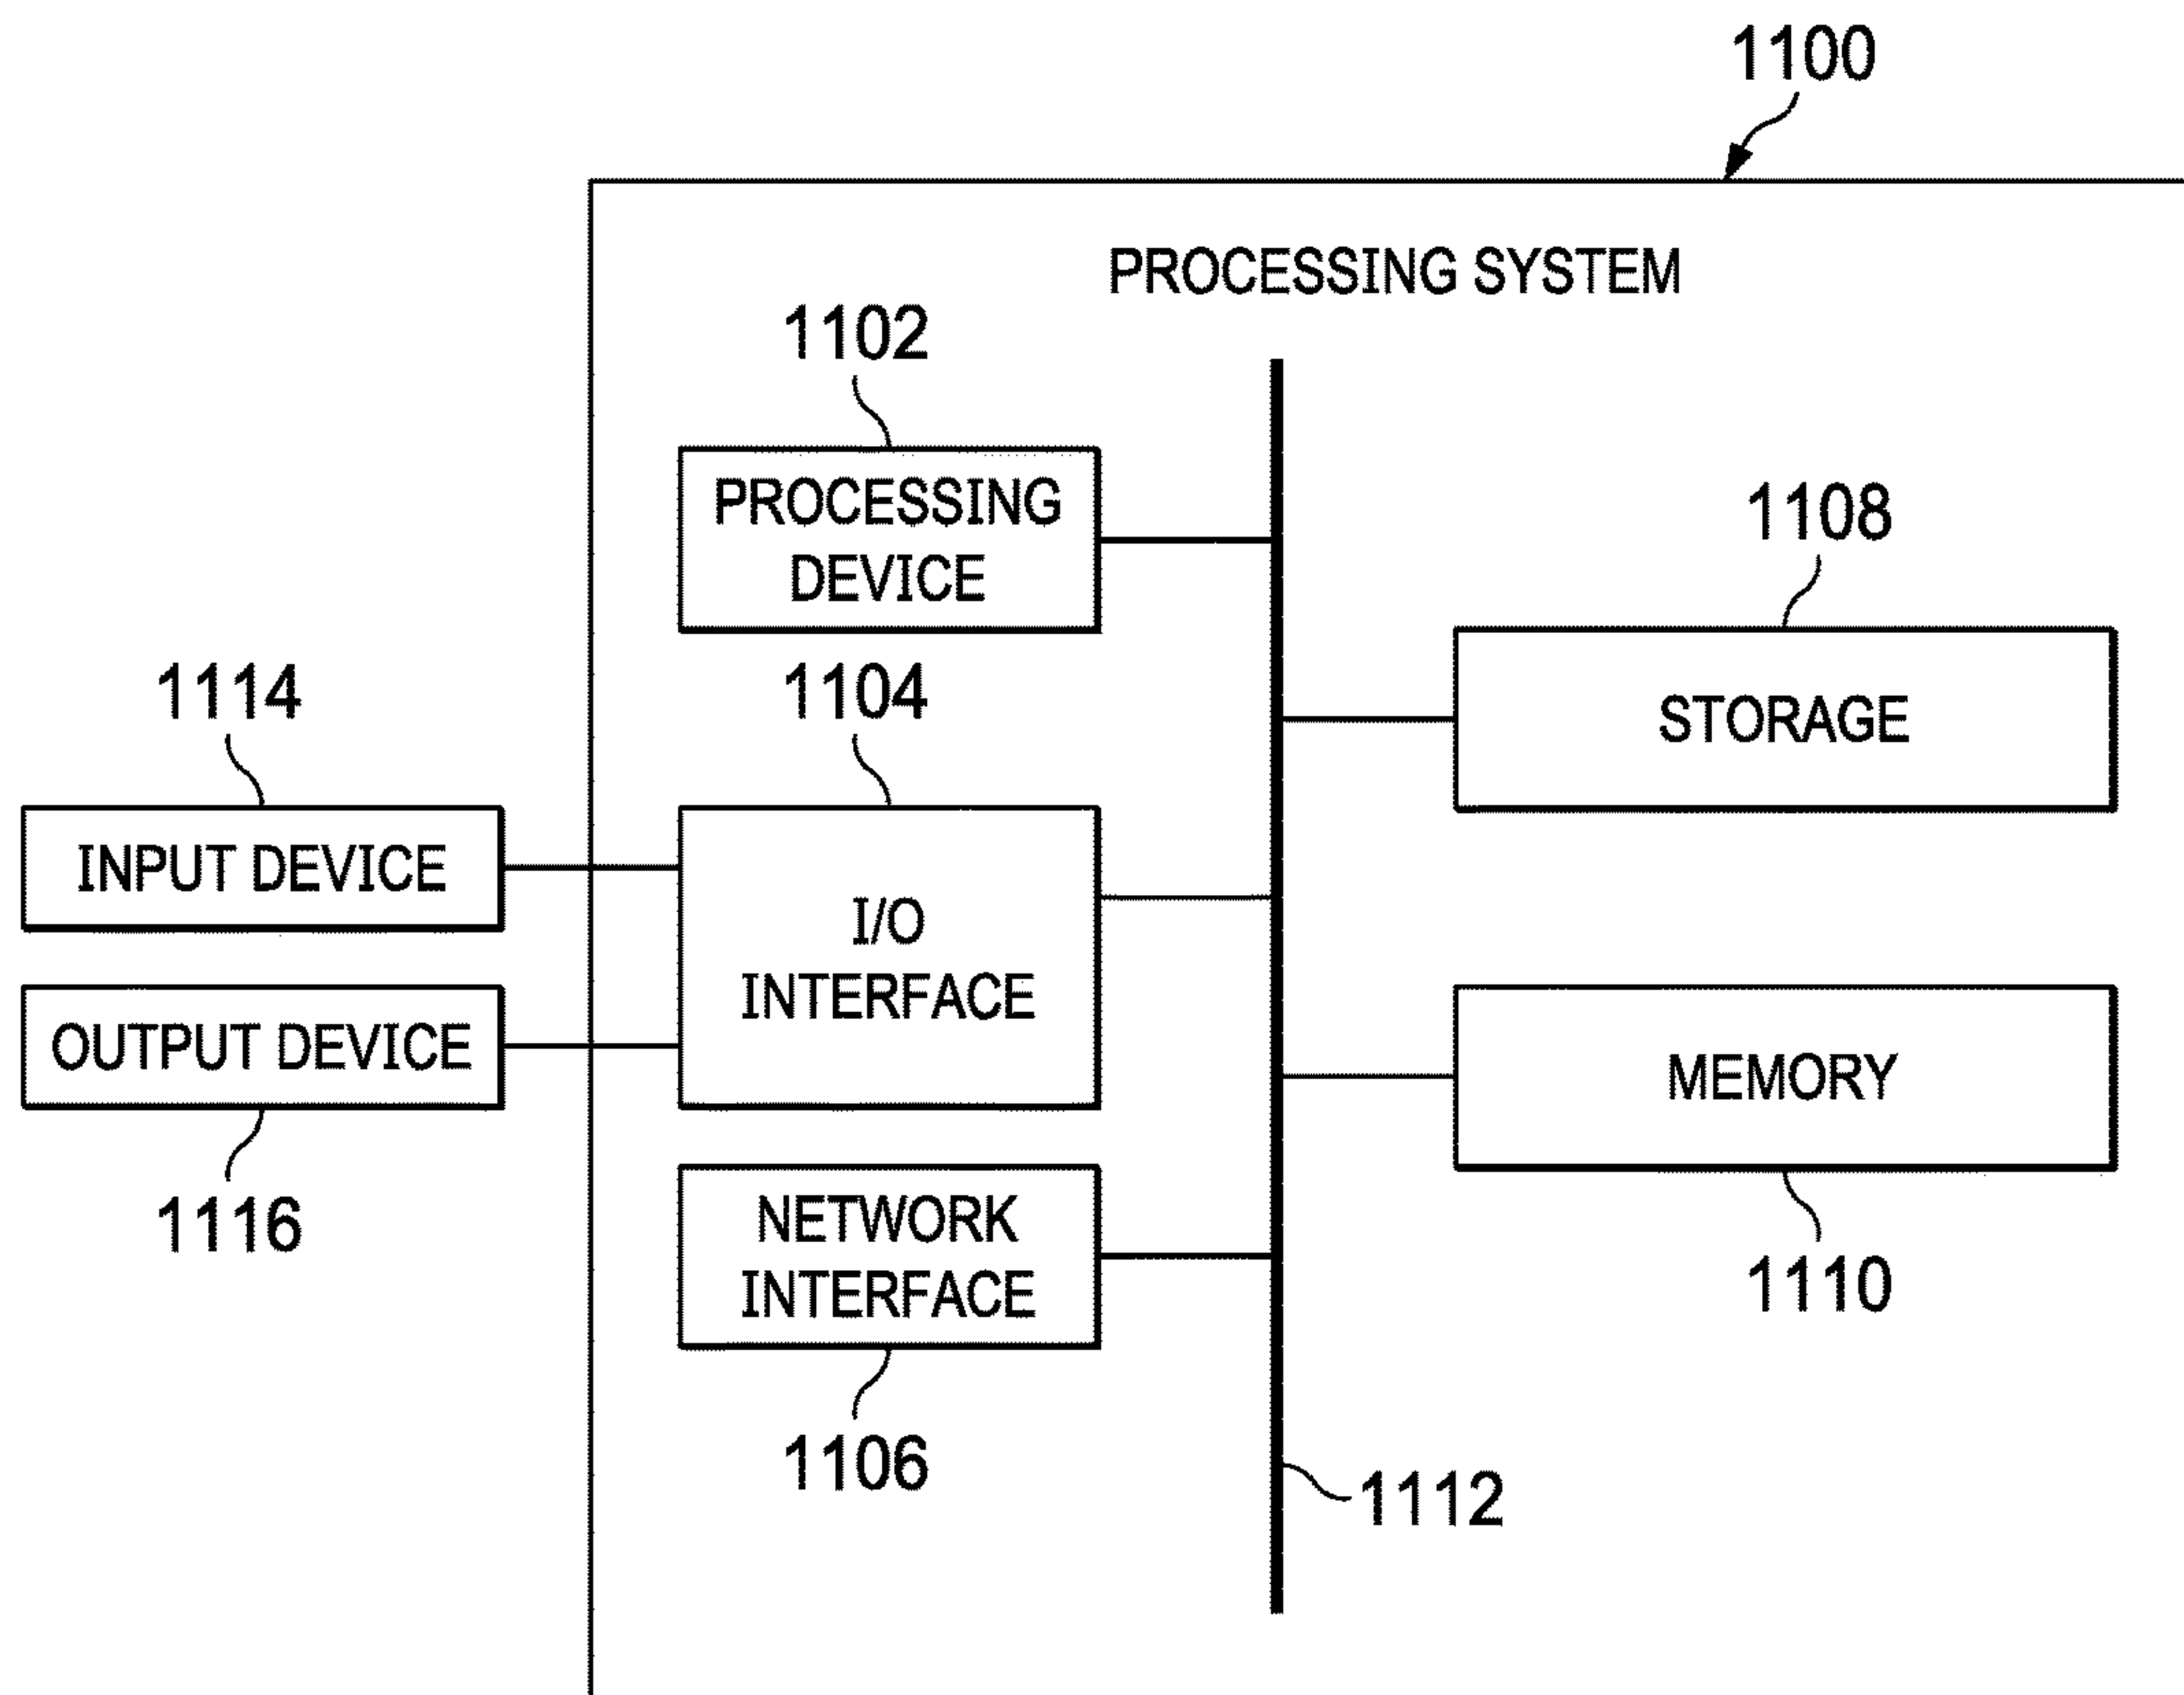 1100
PROCESSING SYSTEM
1102
PROCESSING
DEVICE
1108
STORAGE
1114
1104
INPUT DEVICE
I/O
INTERFACE
OUTPUT DEVICE
1116
MEMORY
1110
NETWORK
INTERFACE
1106
1112